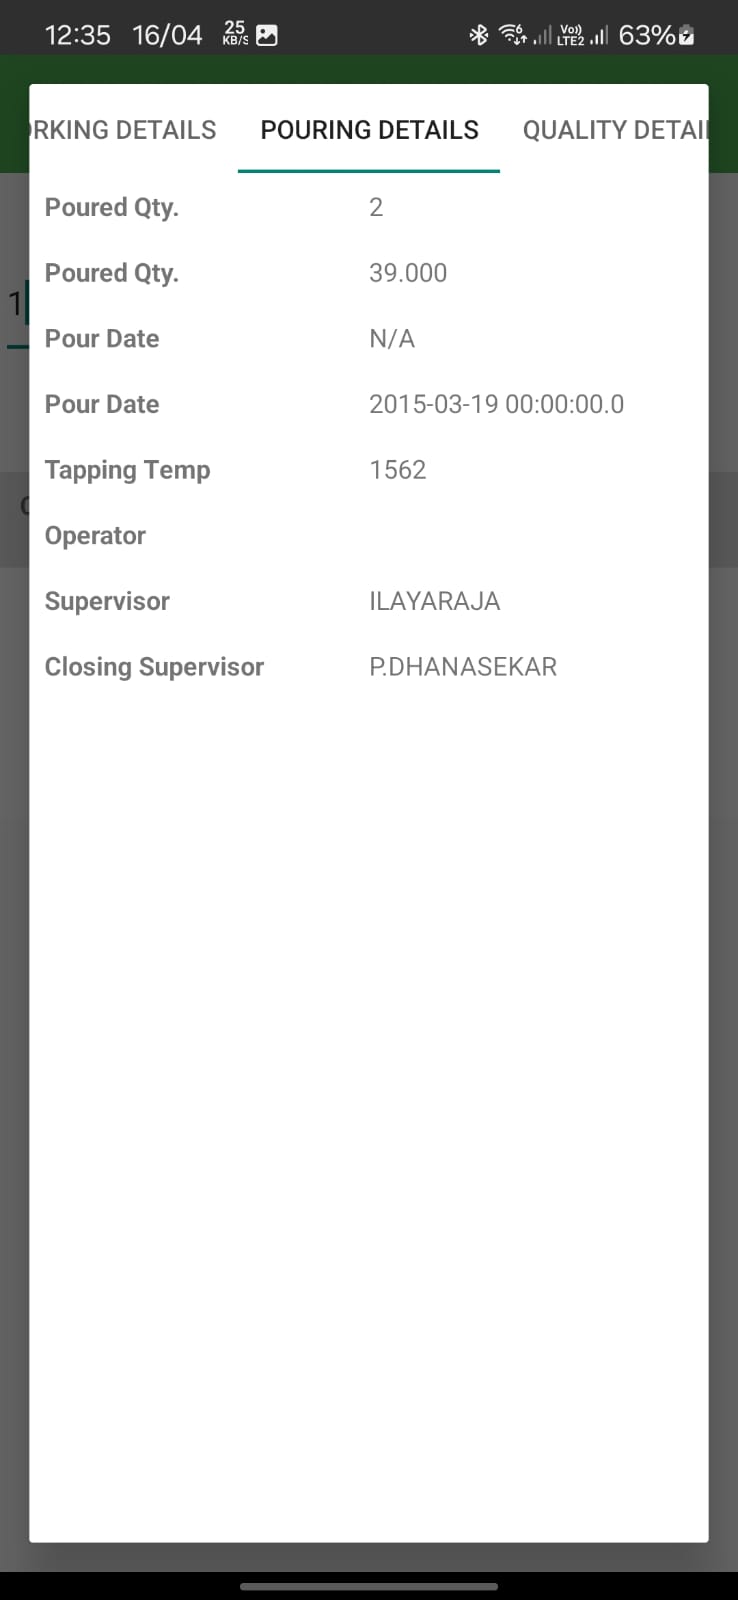 12:35 16/04 25 KB/S Vo)) LTE2 63%
RKING DETAILS POURING DETAILS QUALITY DETAI
Poured Qty. 2
Poured Qty. 39.000
1
Pour Date N/A
Pour Date 2015-03-19 00:00:00.0
Tapping Temp 1562
Operator
Supervisor ILAYARAJA
Closing Supervisor P.DHANASEKAR